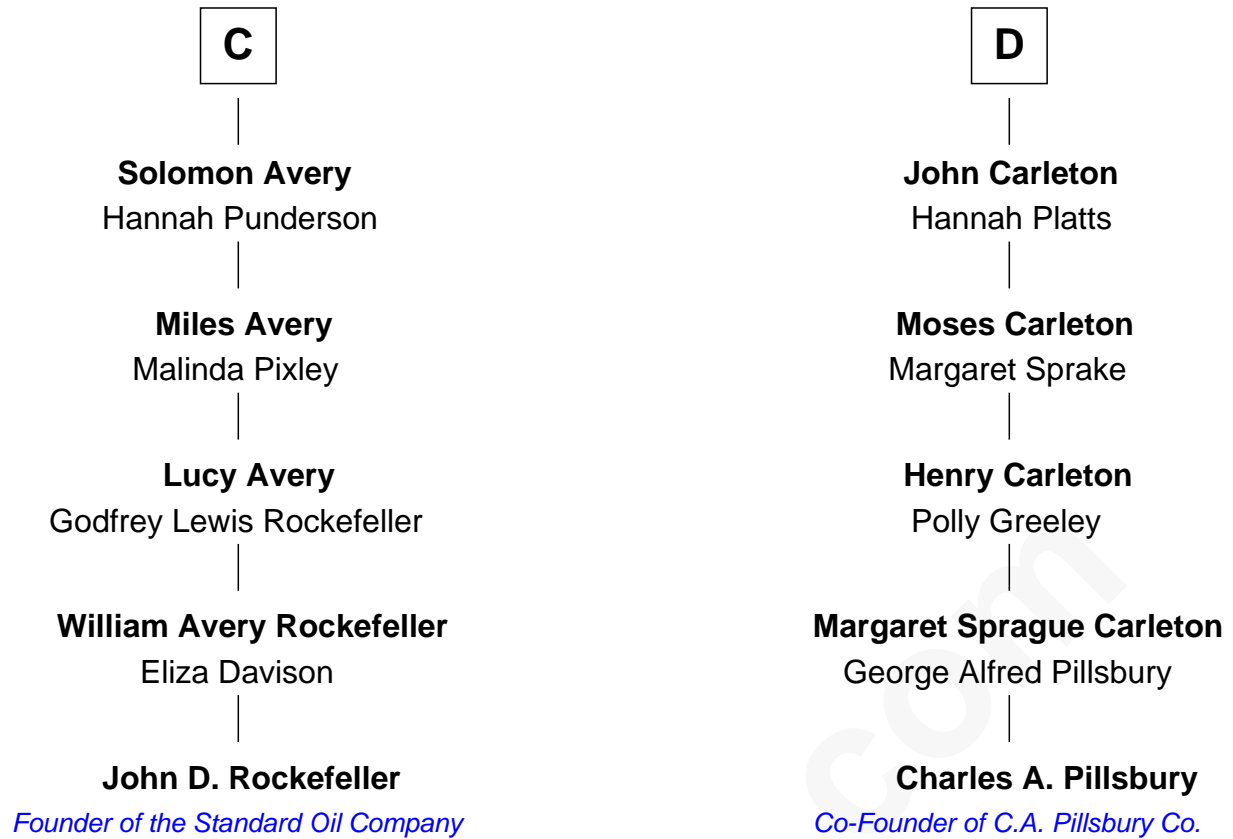 C
Solomon Avery
Hannah Punderson
Miles Avery
Malinda Pixley
Lucy Avery
Godfrey Lewis Rockefeller
William Avery Rockefeller
Eliza Davison
John D. Rockefeller
Founder of the Standard Oil Company
D
John Carleton
Hannah Platts
Moses Carleton
Margaret Sprake
Henry Carleton
Polly Greeley
Margaret Sprague Carleton
George Alfred Pillsbury
Charles A. Pillsbury
Co-Founder of C.A. Pillsbury Co.
com